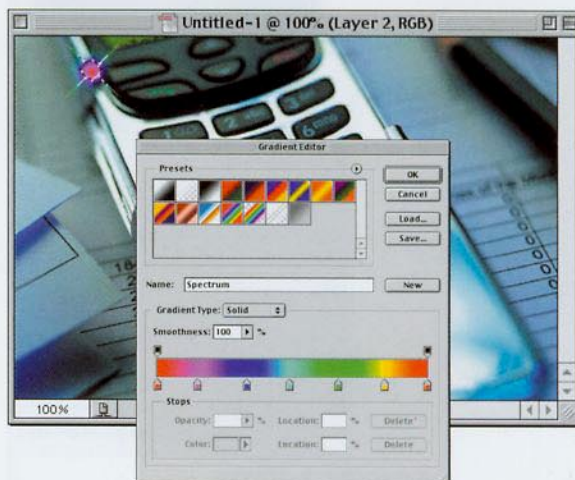 Untitled-1 @ 100% (Layer 2, RGB)
Gradient Editor
Presets
OK
Cancel
Load...
Save...
Name: Spectrum
New
Gradient Type: Solid
Smoothness: 100 %
100%
Stops
Opacity: % Location: % Delete
Color: Location: % Delete